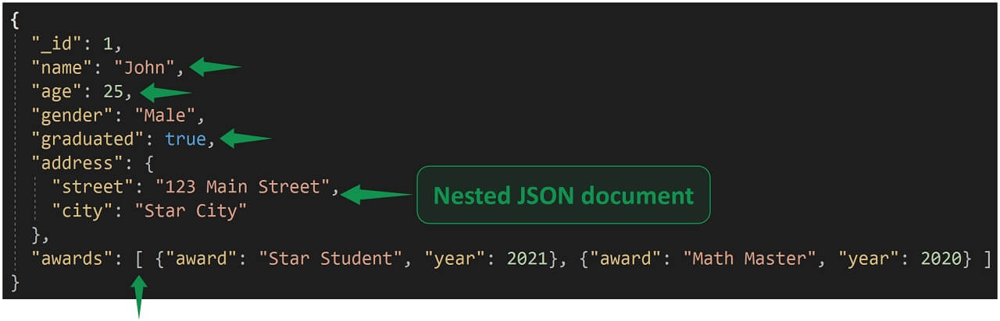 {
"_id": 1,
"name": "John",
"age": 25,
"gender": "Male",
"graduated": true,
"address": {
"street": "123 Main Street",
"city": "Star City"
},
"awards": [ {"award": "Star Student", "year": 2021}, {"award": "Math Master", "year": 2020} ]
}
Nested JSON document